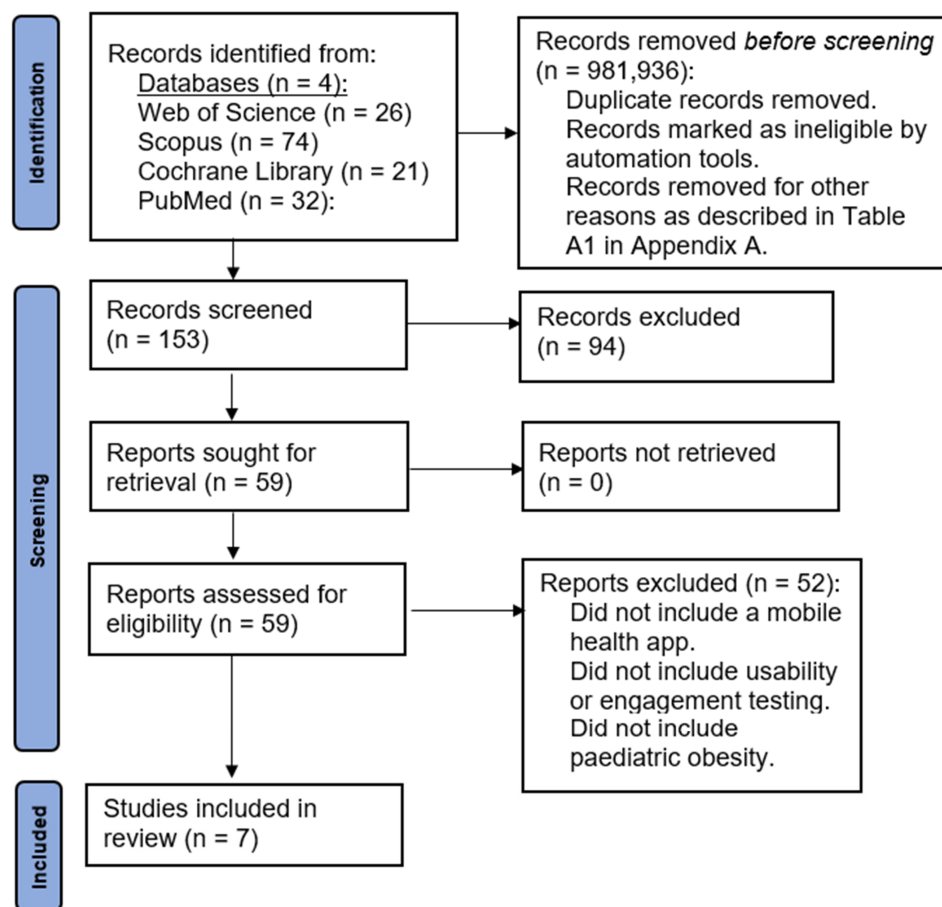 Identification
Records identified from:
Databases (n = 4):
Web of Science (n = 26)
Scopus (n = 74)
Cochrane Library (n = 21)
PubMed (n = 32):
Records removed before screening
(n = 981,936):
Duplicate records removed.
Records marked as ineligible by
automation tools.
Records removed for other
reasons as described in Table
A1 in Appendix A.
Screening
Records screened
(n = 153)
Records excluded
(n = 94)
Reports sought for
retrieval (n = 59)
Reports not retrieved
(n = 0)
Reports assessed for
eligibility (n = 59)
Reports excluded (n = 52):
Did not include a mobile
health app.
Did not include usability
or engagement testing.
Did not include
paediatric obesity.
Included
Studies included in
review (n = 7)